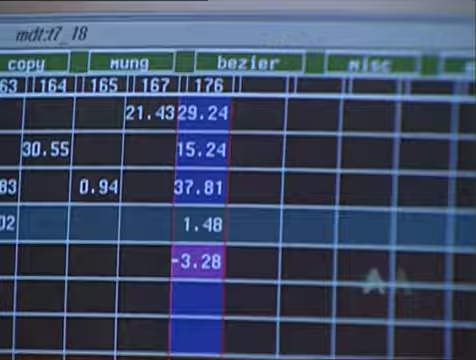 mdt:t7_18
copy mung bezier misc
63 164 165 167 176
21.43 29.24
30.55 15.24
83 0.94 37.81
02 1.48
-3.28